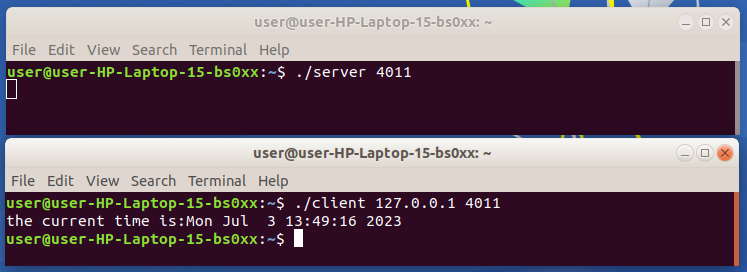 user@user-HP-Laptop-15-bs0xx: ~
File Edit View Search Terminal Help
user@user-HP-Laptop-15-bs0xx:~$ ./server 4011
user@user-HP-Laptop-15-bs0xx: ~
File Edit View Search Terminal Help
user@user-HP-Laptop-15-bs0xx:~$ ./client 127.0.0.1 4011
the current time is:Mon Jul  3 13:49:16 2023
user@user-HP-Laptop-15-bs0xx:~$